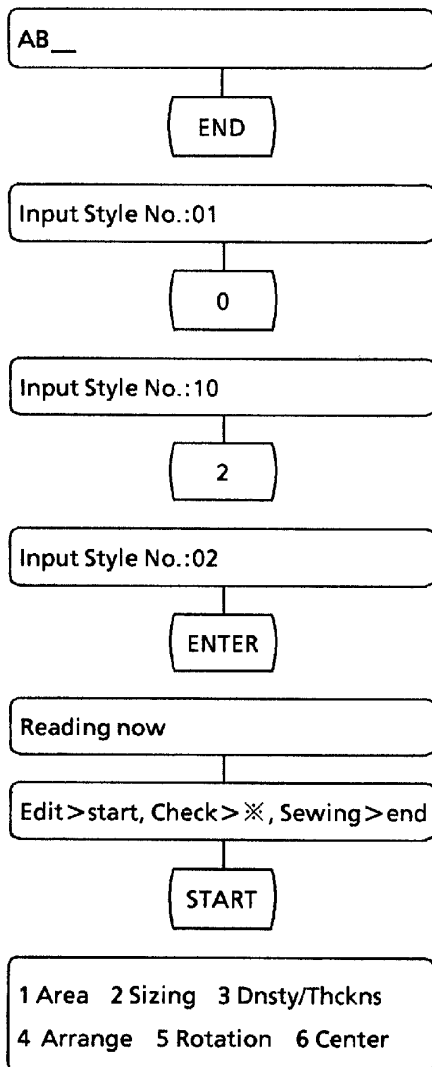 AB__
END
Input Style No.:01
0
Input Style No.:10
2
Input Style No.:02
ENTER
Reading now
Edit>start, Check>※, Sewing>end
START
1 Area 2 Sizing 3 Dnsty/Thckns
4 Arrange 5 Rotation 6 Center